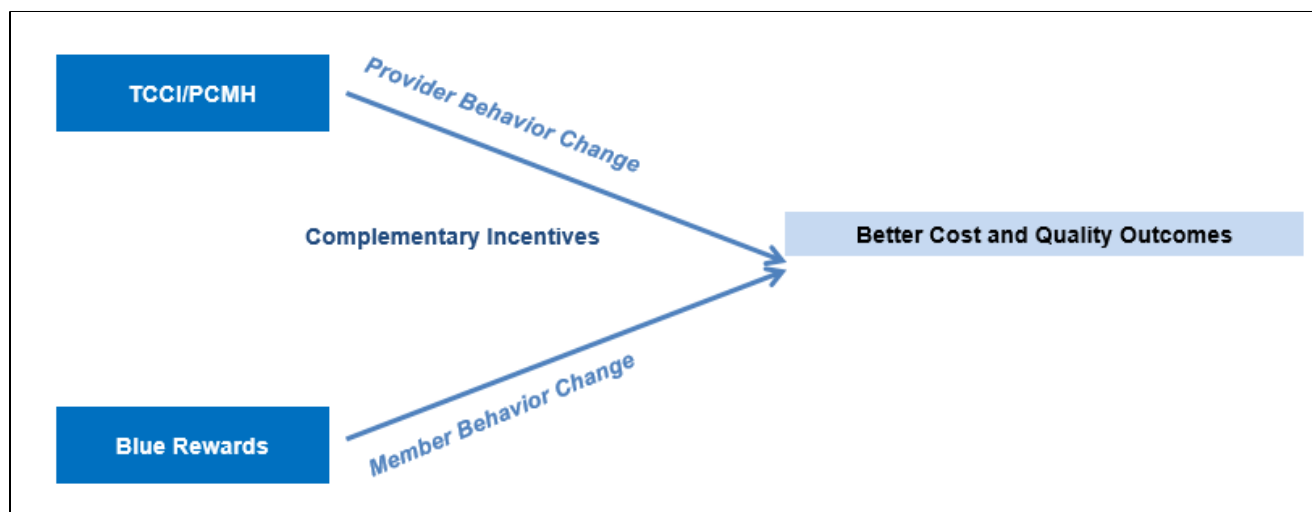 TCCI/PCMH
Provider Behavior Change
Complementary Incentives
Better Cost and Quality Outcomes
Member Behavior Change
Blue Rewards